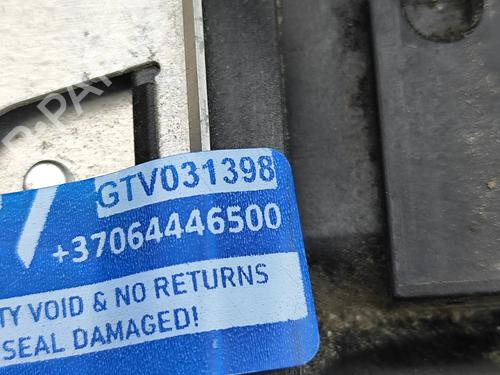 GTV031398
+37064446500
TY VOID & NO RETURNS
SEAL DAMAGED!